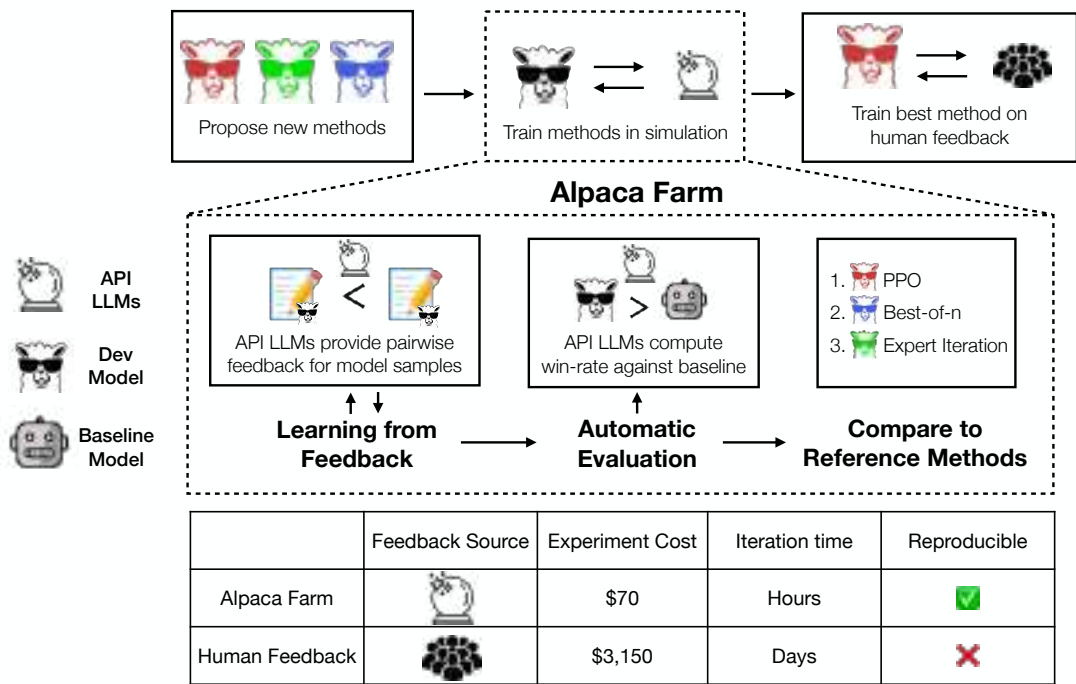 Propose new methods
Train methods in simulation
Train best method on
human feedback
Alpaca Farm
API
LLMs
Dev
Model
Baseline
Model
<
API LLMs provide pairwise
feedback for model samples
>
API LLMs compute
win-rate against baseline
1. PPO
2. Best-of-n
3. Expert Iteration
Learning from
Feedback
Automatic
Evaluation
Compare to
Reference Methods
Feedback Source Experiment Cost Iteration time Reproducible
Alpaca Farm $70 Hours
Human Feedback $3,150 Days